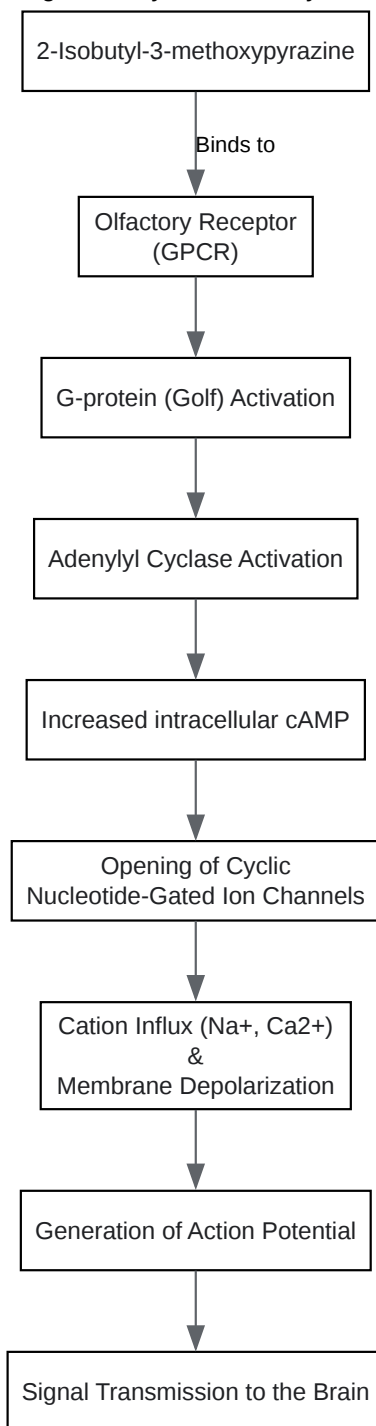 2-Isobutyl-3-methoxypyrazine
Binds to
Olfactory Receptor
(GPCR)
G-protein (Golf) Activation
Adenylyl Cyclase Activation
Increased intracellular cAMP
Opening of Cyclic
Nucleotide-Gated Ion Channels
Cation Influx (Na+, Ca2+)
&
Membrane Depolarization
Generation of Action Potential
Signal Transmission to the Brain